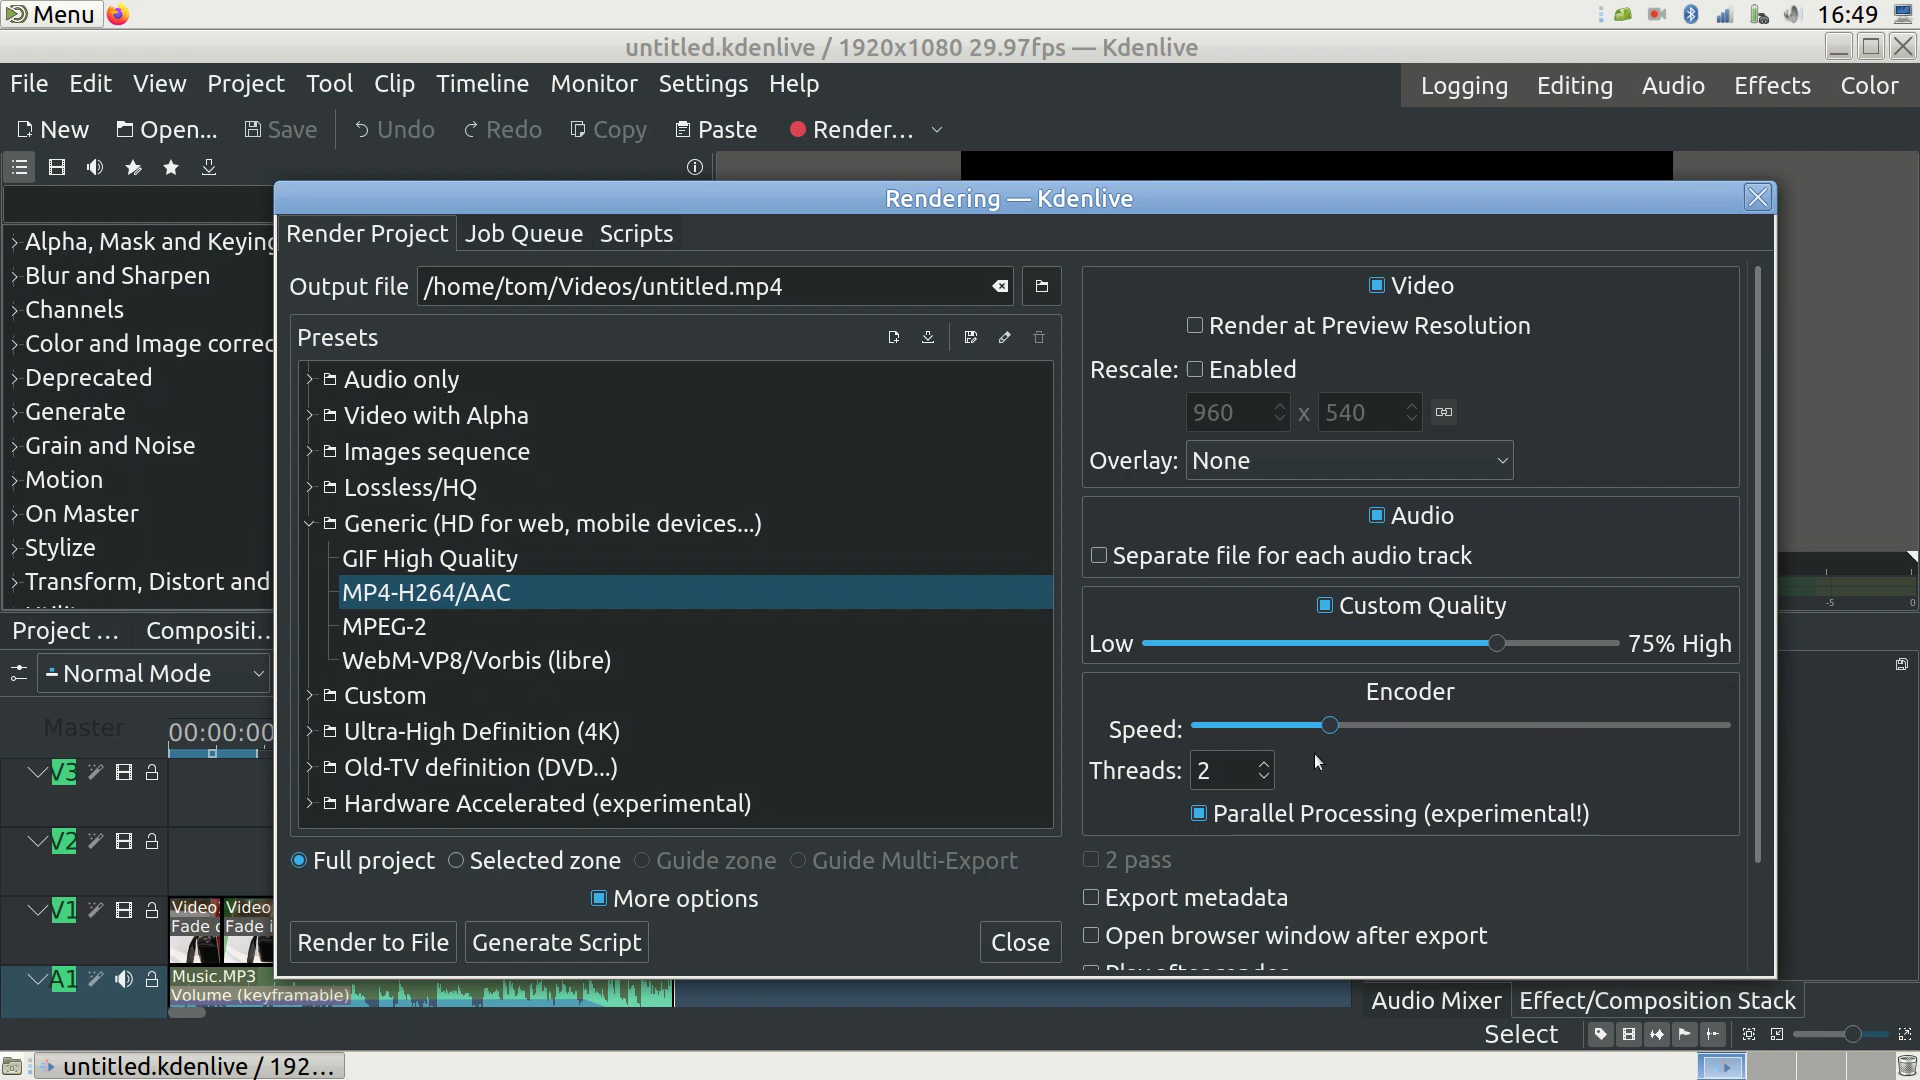 Menu
16:49
untitled.kdenlive / 1920x1080 29.97fps — Kdenlive
File Edit View Project Tool Clip Timeline Monitor Settings Help
Logging Editing Audio Effects Color
New Open... Save Undo Redo Copy Paste Render...
Rendering — Kdenlive
Render Project Job Queue Scripts
Alpha, Mask and Keying
Blur and Sharpen
Channels
Color and Image correc
Deprecated
Generate
Grain and Noise
Motion
On Master
Stylize
Transform, Distort and
Output file /home/tom/Videos/untitled.mp4
Presets
Audio only
Video with Alpha
Images sequence
Lossless/HQ
Generic (HD for web, mobile devices...)
GIF High Quality
MP4-H264/AAC
MPEG-2
WebM-VP8/Vorbis (libre)
Custom
Ultra-High Definition (4K)
Old-TV definition (DVD...)
Hardware Accelerated (experimental)
Full project Selected zone Guide zone Guide Multi-Export
More options
Render to File Generate Script Close
Video
Render at Preview Resolution
Rescale: Enabled
960 x 540
Overlay: None
Audio
Separate file for each audio track
Custom Quality
Low 75% High
Encoder
Speed:
Threads: 2
Parallel Processing (experimental!)
2 pass
Export metadata
Open browser window after export
-5 0
Project ... Compositi...
Normal Mode
Master 00:00:00
V3
V2
V1 Video Video
Fade Fade i
A1 Music.MP3
Volume (keyframable)
Audio Mixer Effect/Composition Stack
Select
untitled.kdenlive / 192...